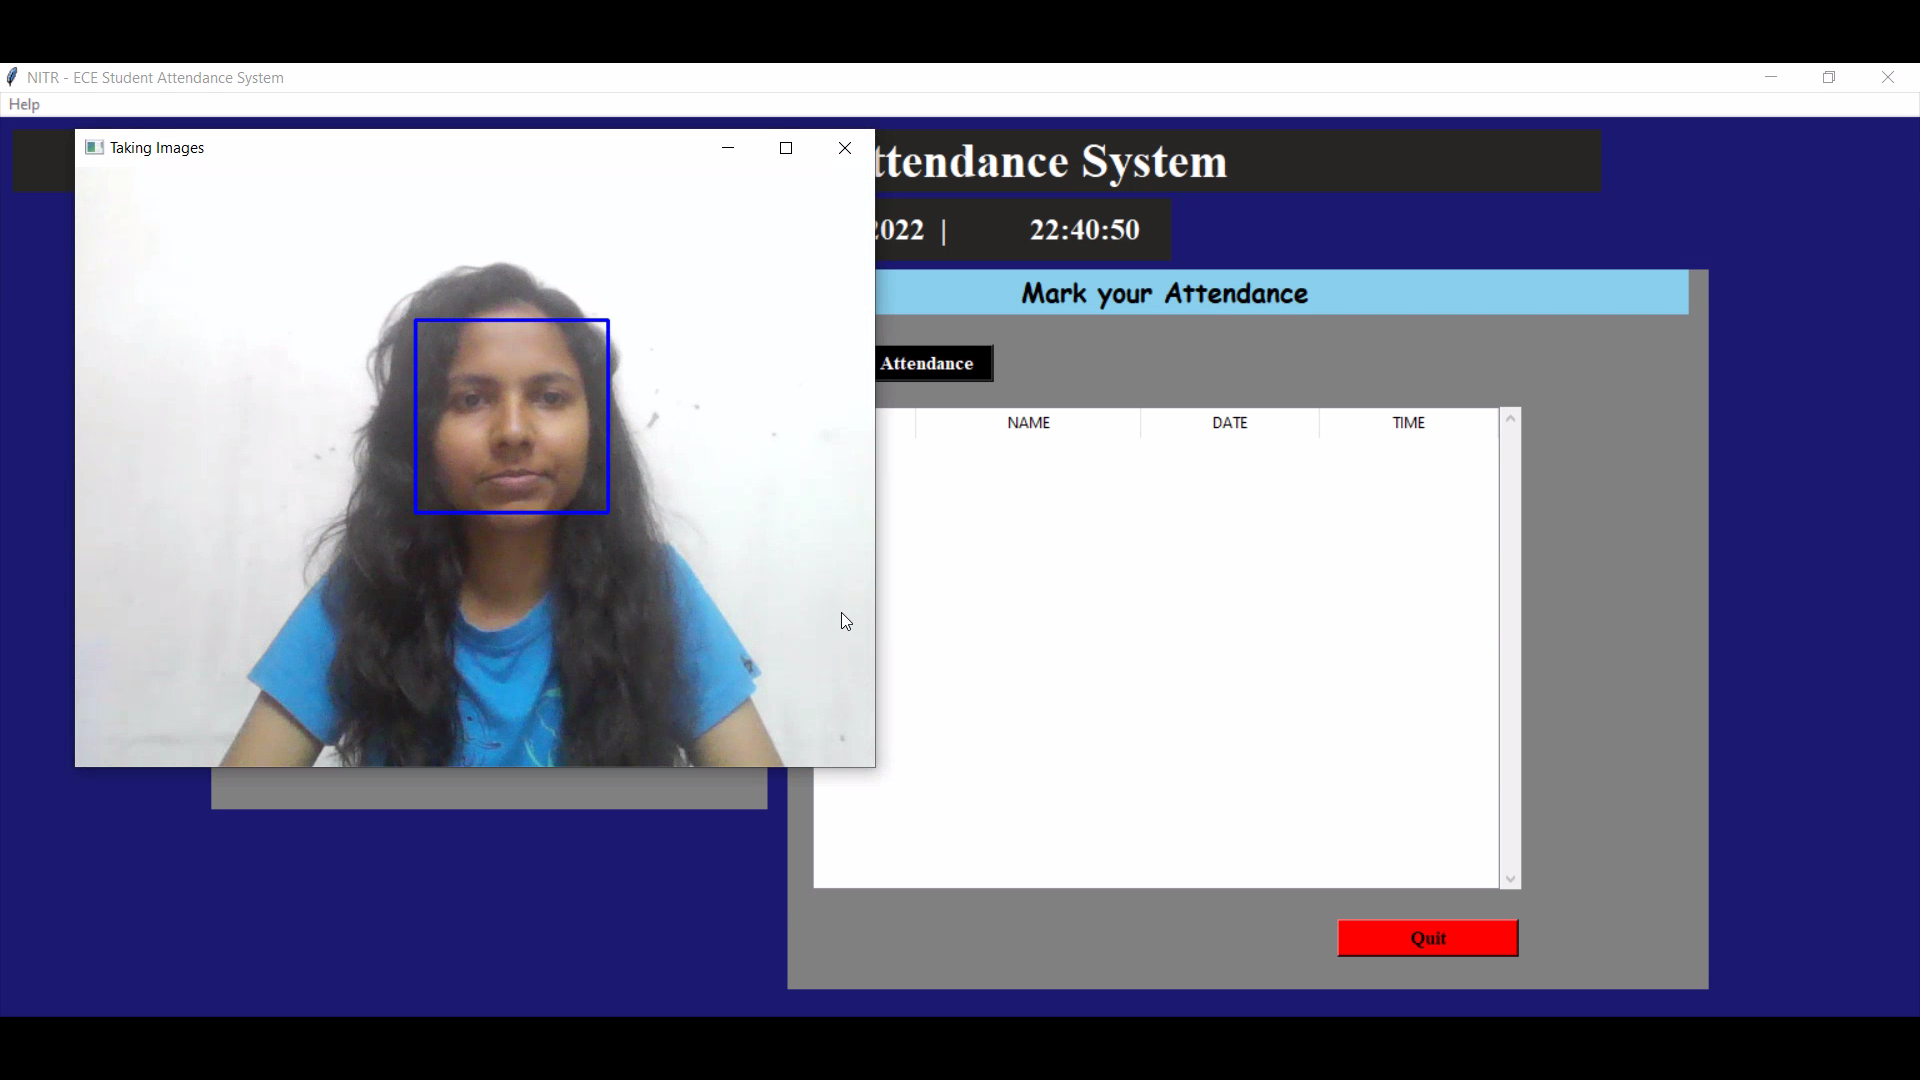 NITR - ECE Student Attendance System
Help
Taking Images
ttendance System
2022 | 22:40:50
Mark your Attendance
Attendance
NAME DATE TIME
Quit